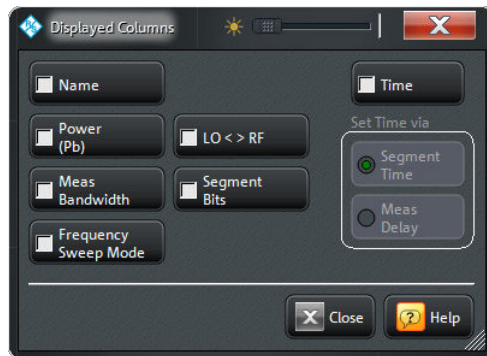 Displayed Columns
Name
Time
Power
(Pb)
LO < > RF
Set Time via
Meas
Bandwidth
Segment
Bits
Segment
Time
Frequency
Sweep Mode
Meas
Delay
Close
Help